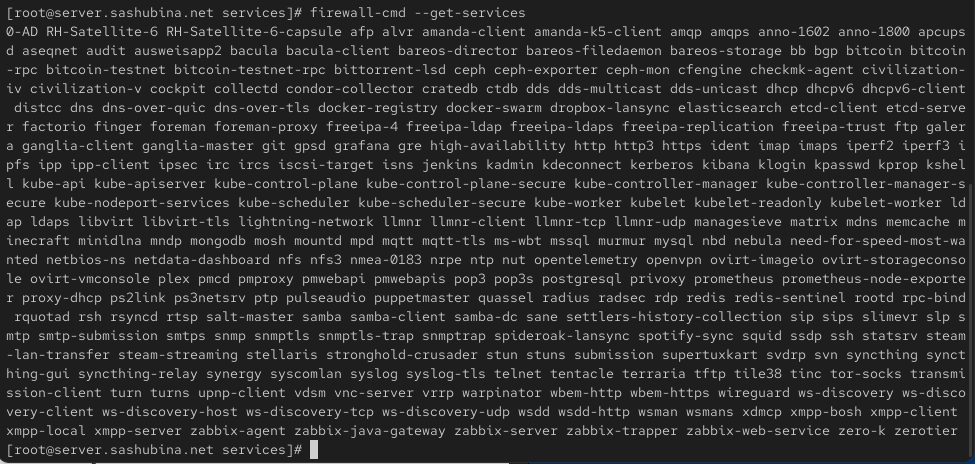 [root@server.sashubina.net services]# firewall-cmd --get-services
0-AD RH-Satellite-6 RH-Satellite-6-capsule afp alvr amanda-client amanda-k5-client amqp amqps anno-1602 anno-1800 apcups
d aseqnet audit ausweisapp2 bacula bacula-client bareos-director bareos-filedaemon bareos-storage bb bgp bitcoin bitcoin
-rpc bitcoin-testnet bitcoin-testnet-rpc bittorrent-lsd ceph ceph-exporter ceph-mon cfengine checkmk-agent civilization-
iv civilization-v cockpit collectd condor-collector cratedb ctdb dds dds-multicast dds-unicast dhcp dhcpv6 dhcpv6-client
 distcc dns dns-over-quic dns-over-tls docker-registry docker-swarm dropbox-lansync elasticsearch etcd-client etcd-serve
r factorio finger foreman foreman-proxy freeipa-4 freeipa-ldap freeipa-ldaps freeipa-replication freeipa-trust ftp galer
a ganglia-client ganglia-master git gpsd grafana gre high-availability http http3 https ident imap imaps iperf2 iperf3 i
pfs ipp ipp-client ipsec irc ircs iscsi-target isns jenkins kadmin kdeconnect kerberos kibana klogin kpasswd kprop kshel
l kube-api kube-apiserver kube-control-plane kube-control-plane-secure kube-controller-manager kube-controller-manager-s
ecure kube-nodeport-services kube-scheduler kube-scheduler-secure kube-worker kubelet kubelet-readonly kubelet-worker ld
ap ldaps libvirt libvirt-tls lightning-network llmnr llmnr-client llmnr-tcp llmnr-udp managesieve matrix mdns memcache m
inecraft minidlna mndp mongodb mosh mountd mpd mqtt mqtt-tls ms-wbt mssql murmur mysql nbd nebula need-for-speed-most-wa
nted netbios-ns netdata-dashboard nfs nfs3 nmea-0183 nrpe ntp nut opentelemetry openvpn ovirt-imageio ovirt-storageconso
le ovirt-vmconsole plex pmcd pmproxy pmwebapi pmwebapis pop3 pop3s postgresql privoxy prometheus prometheus-node-exporte
r proxy-dhcp ps2link ps3netsrv ptp pulseaudio puppetmaster quassel radius radsec rdp redis redis-sentinel rootd rpc-bind
 rquotad rsh rsyncd rtsp salt-master samba samba-client samba-dc sane settlers-history-collection sip sips slimevr slp s
mtp smtp-submission smtps snmp snmptls snmptls-trap snmptrap spideroak-lansync spotify-sync squid ssdp ssh statsrv steam
-lan-transfer steam-streaming stellaris stronghold-crusader stun stuns submission supertuxkart svdrp svn syncthing synct
hing-gui syncthing-relay synergy syscomlan syslog syslog-tls telnet tentacle terraria tftp tile38 tinc tor-socks transmi
ssion-client turn turns upnp-client vdsm vnc-server vrrp warpinator wbem-http wbem-https wireguard ws-discovery ws-disco
very-client ws-discovery-host ws-discovery-tcp ws-discovery-udp wsdd wsdd-http wsman wsmans xdmcp xmpp-bosh xmpp-client
xmpp-local xmpp-server zabbix-agent zabbix-java-gateway zabbix-server zabbix-trapper zabbix-web-service zero-k zerotier
[root@server.sashubina.net services]#